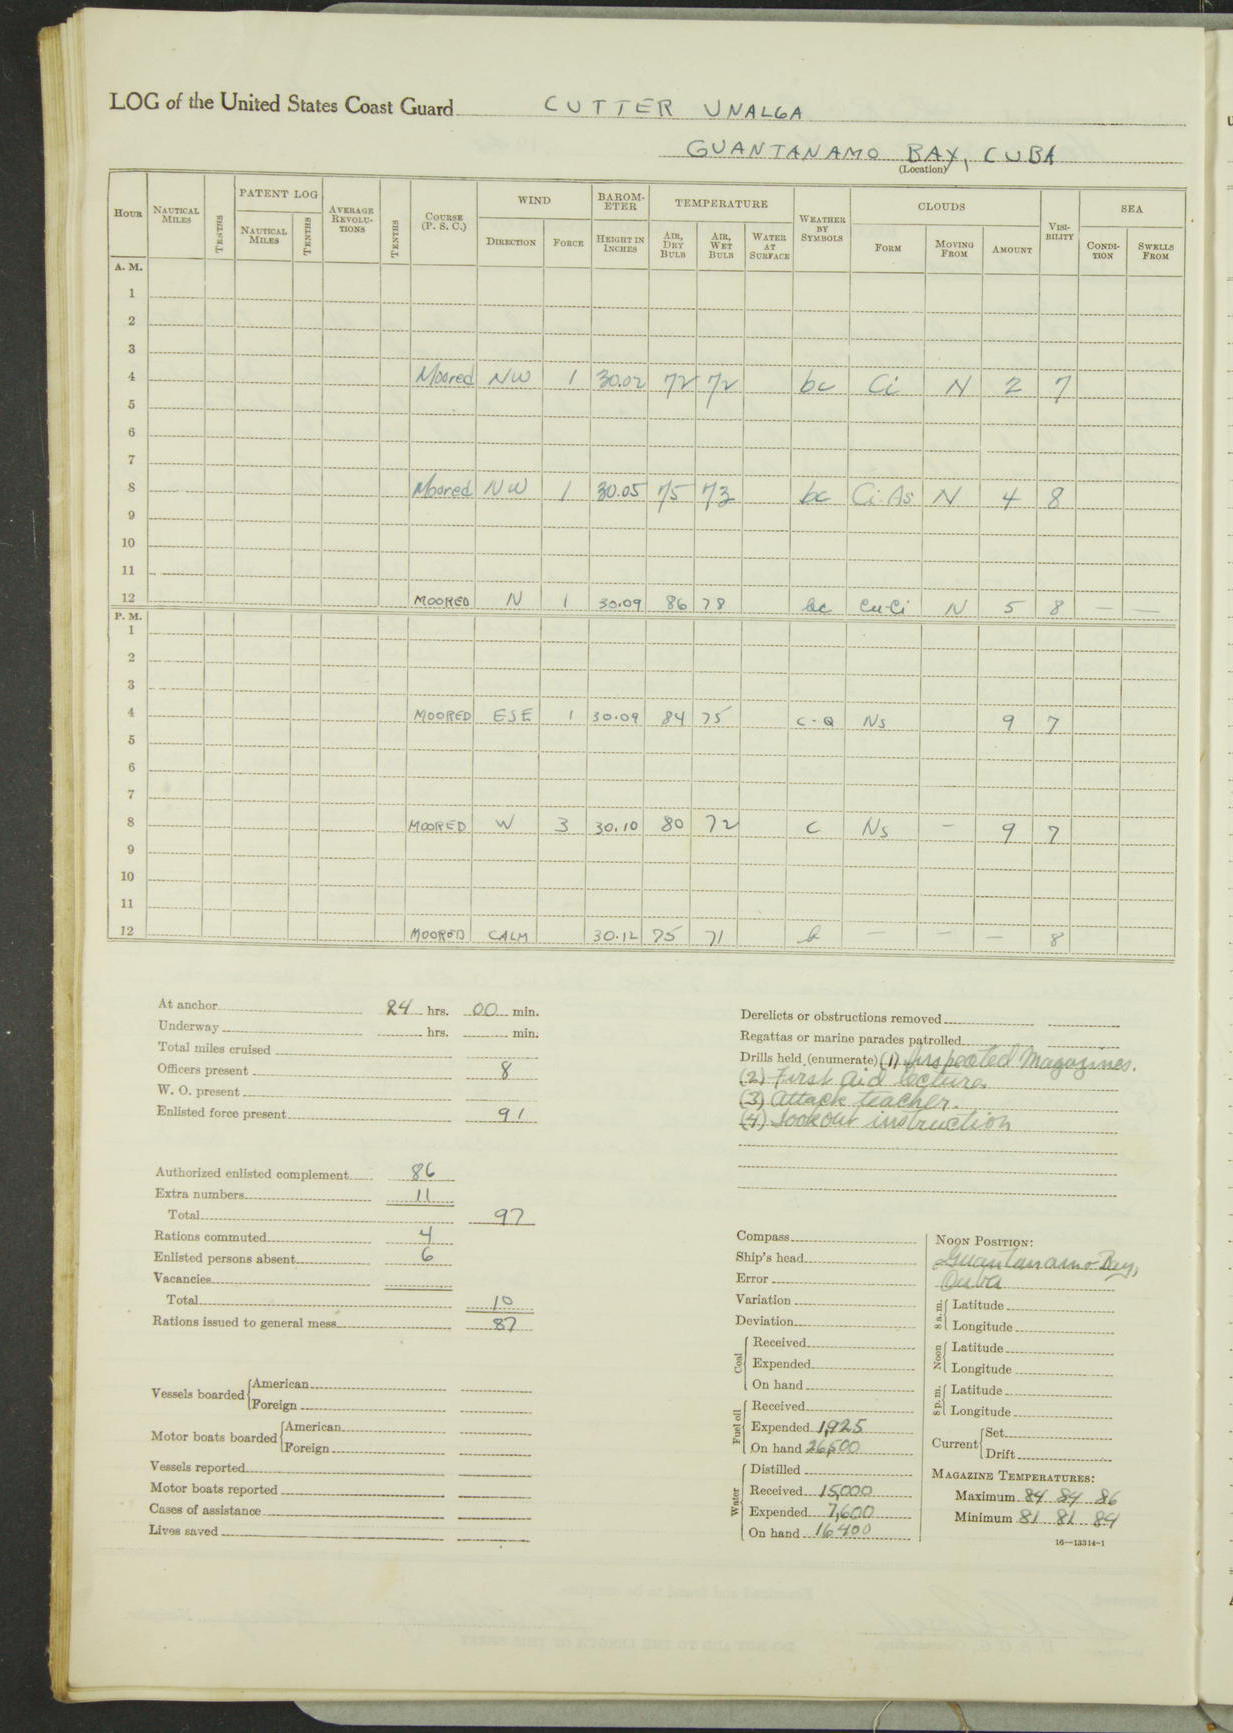 LOG of the United States Coast Guard CUTTER UNALGA
GUANTANAMO BAY, CUBA
(Location)
HOUR NAUTICAL MILES TENTHS PATENT LOG NAUTICAL MILES TENTHS AVERAGE REVOLUTIONS TENTHS COURSE (P. S. C.) WIND DIRECTION FORCE BAROMETER HEIGHT IN INCHES TEMPERATURE AIR, DRY BULB AIR, WET BULB WATER AT SURFACE WEATHER BY SYMBOLS CLOUDS FORM MOVING FROM AMOUNT VISIBILITY SEA CONDITION SWELLS FROM
A. M.
1
2
3
4 Moored NW 1 30.02 72 72 bc Ci N 2 7
5
6
7
8 Moored NW 1 30.05 75 73 bc Ci-As N 4 8
9
10
11
12 MOORED N 1 30.09 86 78 bc Cu-Ci N 5 8 — —
P. M.
1
2
3
4 MOORED ESE 1 30.09 84 75 C-Q Ns 9 7
5
6
7
8 MOORED W 3 30.10 80 72 C Ns – 9 7
9
10
11
12 MOORED CALM 30.12 75 71 b — — — 8
At anchor 24 hrs. 00 min.
Underway hrs. min.
Total miles cruised
Officers present 8
W. O. present
Enlisted force present 91
Authorized enlisted complement 86
Extra numbers 11
Total 97
Rations commuted 4
Enlisted persons absent 6
Vacancies
Total 10
Rations issued to general mess 87
Vessels boarded American
Foreign
Motor boats boarded American
Foreign
Vessels reported
Motor boats reported
Cases of assistance
Lives saved
Derelicts or obstructions removed
Regattas or marine parades patrolled
Drills held (enumerate) (1) Inspected Magazines.
(2) First aid lecture
(3) Attack teacher.
(4) Lookout instruction
Compass
Ship's head
Error
Variation
Deviation
Coal Received
Expended
On hand
Fuel oil Received
Expended 1,925
On hand 26,500
Water Distilled
Received 15,000
Expended 7,600
On hand 16400
NOON POSITION:
Guantanamo Bay,
Cuba
8 a.m. Latitude
Longitude
Noon Latitude
Longitude
8 p.m. Latitude
Longitude
Current Set
Drift
MAGAZINE TEMPERATURES:
Maximum 84 84 86
Minimum 81 81 84
16—13314-1